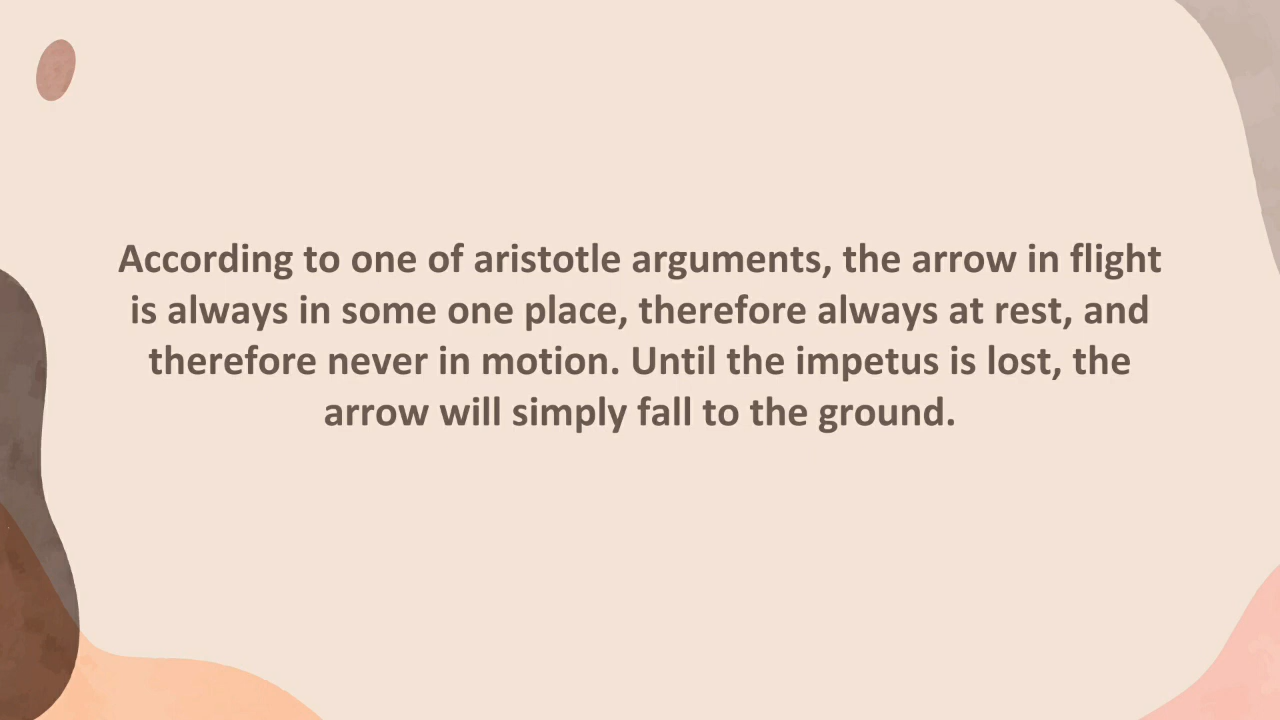 According to one of aristotle arguments, the arrow in flight
is always in some one place, therefore always at rest, and
therefore never in motion. Until the impetus is lost, the
arrow will simply fall to the ground.